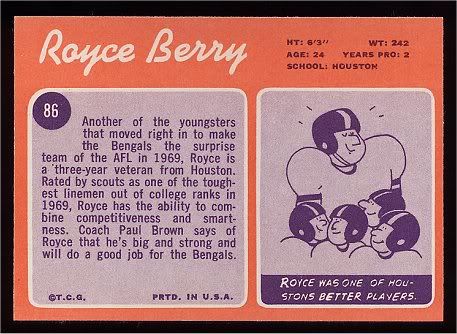 Royce Berry
HT: 6'3" WT: 242
AGE: 24 YEARS PRO: 2
SCHOOL: HOUSTON
86
Another of the youngsters
that moved right in to make
the Bengals the surprise
team of the AFL in 1969, Royce is
a three-year veteran from Houston.
Rated by scouts as one of the tough-
est linemen out of college ranks in
1969, Royce has the ability to com-
bine competitiveness and smart-
ness. Coach Paul Brown says of
Royce that he's big and strong and
will do a good job for the Bengals.
©T.C.G. PRTD. IN U.S.A.
ROYCE WAS ONE OF HOU-
STONS BETTER PLAYERS.